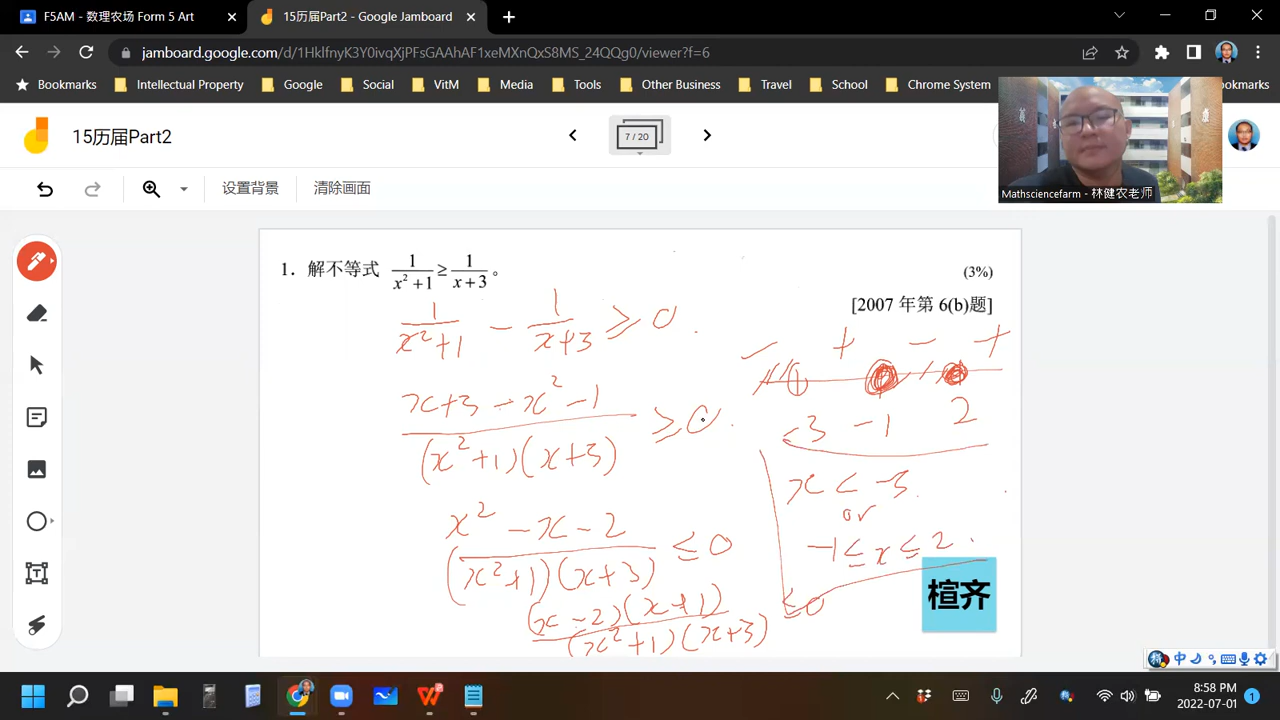 F5AM - 数理农场 Form 5 Art
15历届Part2 - Google Jamboard
jamboard.google.com/d/1HklfnyK3Y0ivqXjPFsGAAhAF1xeMXnQxS8MS_24QQg0/viewer?f=6
Bookmarks Intellectual Property Google Social VitM Media Tools Other Business Travel School Chrome System
okmarks
15历届Part2
7 / 20
设置背景 清除画面
Mathsciencefarm - 林健农老师
1. 解不等式 1/(x²+1) ≥ 1/(x+3)。 (3%)
[2007 年第 6(b)题]
1/(x²+1) - 1/(x+3) ≥ 0
- + - +
x+3-x²-1/(x²+1)(x+3) ≥ 0
-3 -1 2
x < -3
or
x²-x-2/(x²+1)(x+3) ≤ 0
-1 ≤ x ≤ 2
(x-2)(x+1)/(x²+1)(x+3) ≤ 0
楦齐
中
8:58 PM
2022-07-01
1